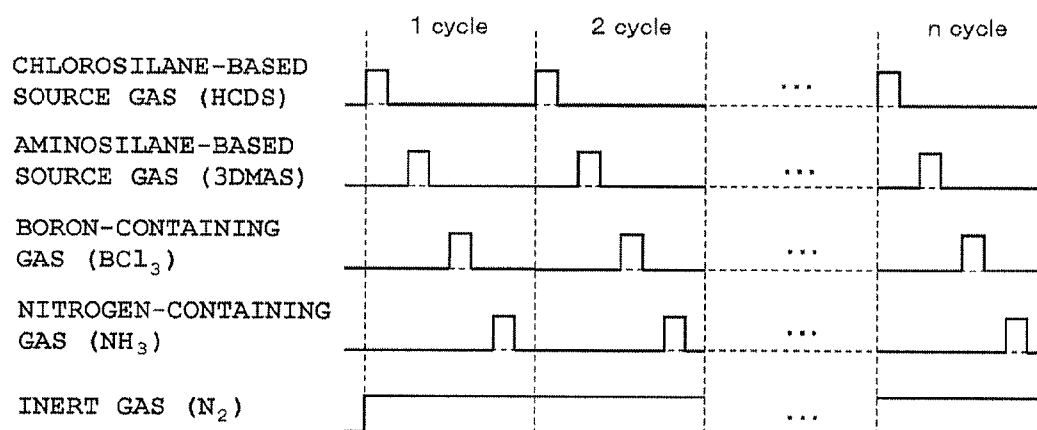 1 cycle
2 cycle
n cycle
CHLOROSILANE-BASED
SOURCE GAS (HCDS)
...
AMINOSILANE-BASED
SOURCE GAS (3DMAS)
...
BORON-CONTAINING
GAS (BCl₃)
...
NITROGEN-CONTAINING
GAS (NH₃)
...
INERT GAS (N₂)
...